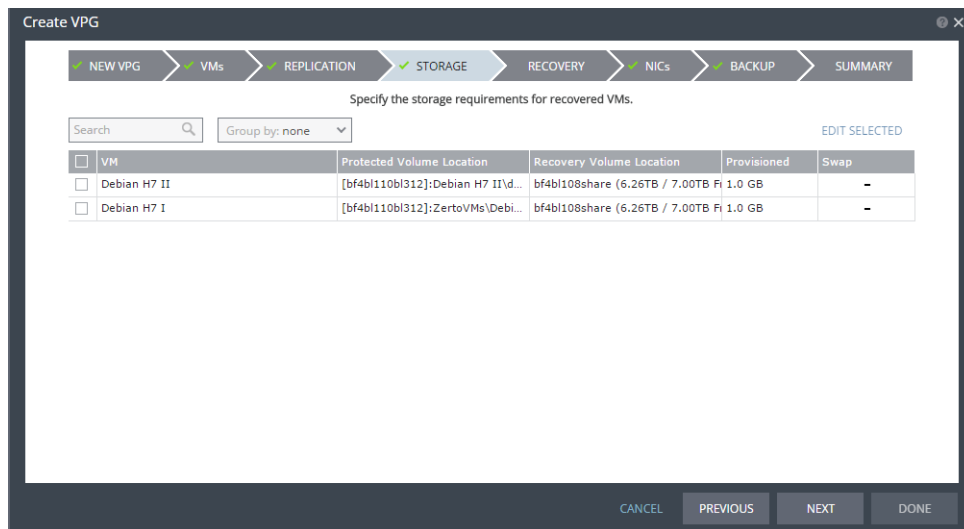 Create VPG
NEW VPG VMs REPLICATION STORAGE RECOVERY NICs BACKUP SUMMARY
Specify the storage requirements for recovered VMs.
Search Group by: none EDIT SELECTED
VM Protected Volume Location Recovery Volume Location Provisioned Swap
Debian H7 II [bf4bl110bl312]:Debian H7 II\d... bf4bl108share (6.26TB / 7.00TB Fr 1.0 GB -
Debian H7 I [bf4bl110bl312]:ZertoVMs\Debi... bf4bl108share (6.26TB / 7.00TB Fr 1.0 GB -
CANCEL PREVIOUS NEXT DONE